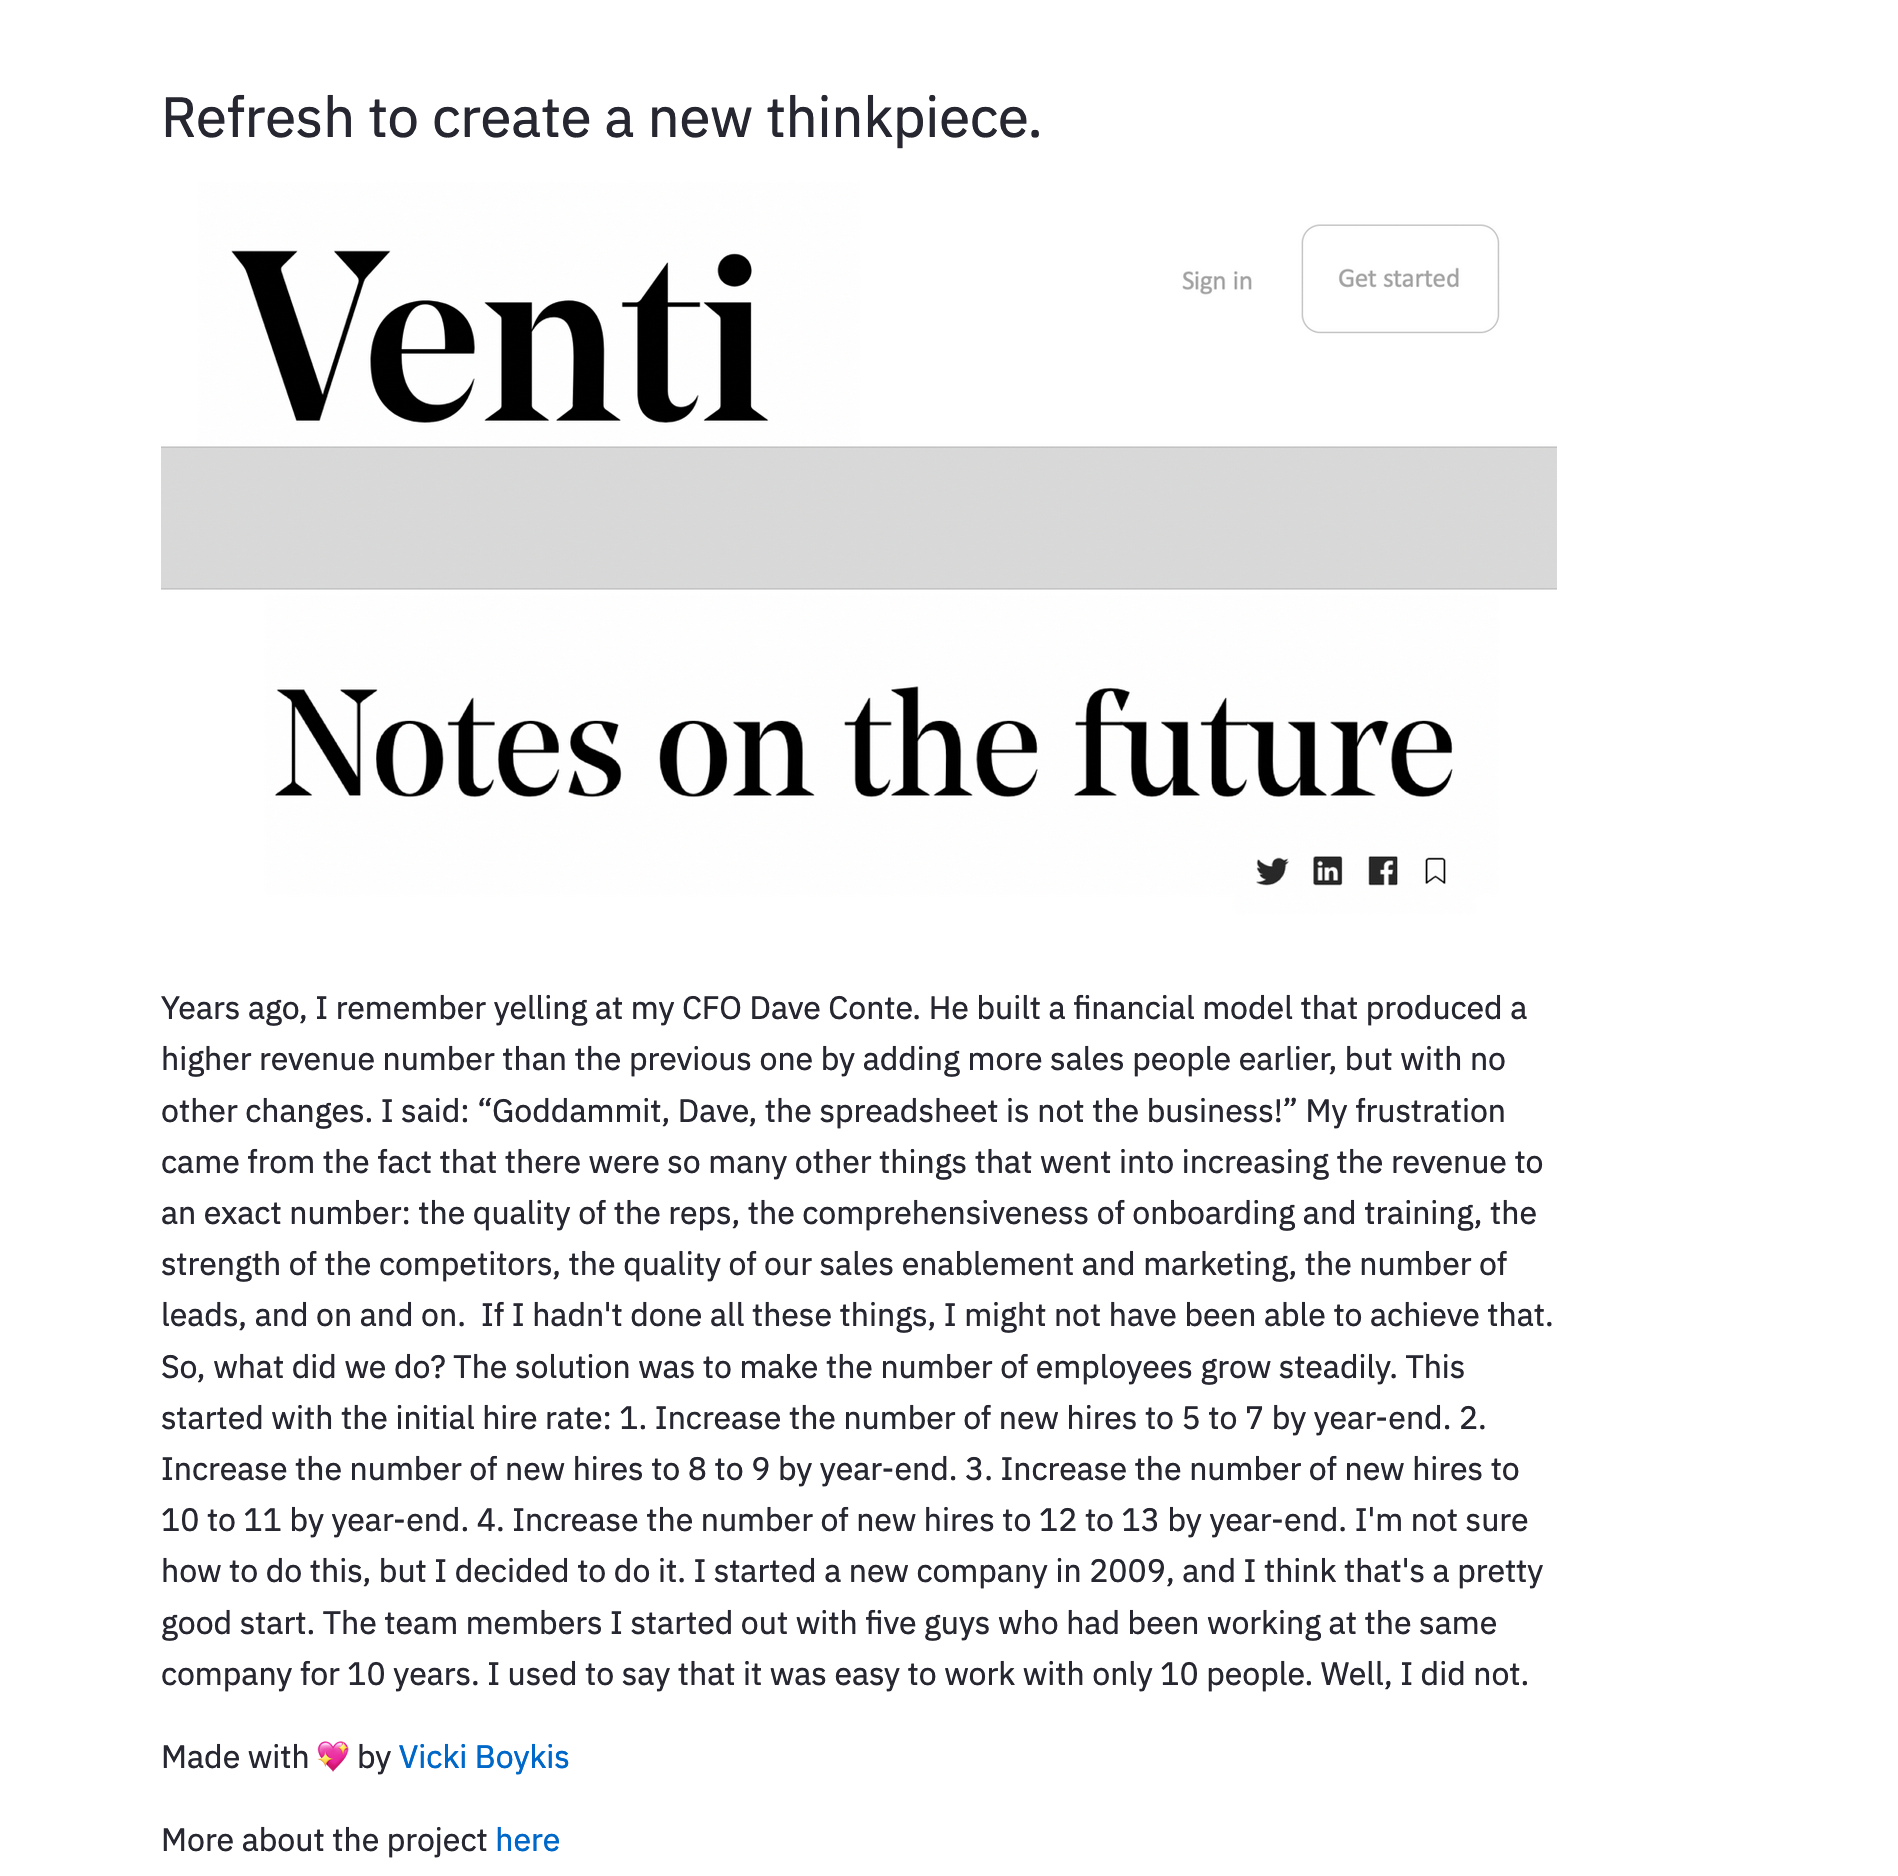 Refresh to create a new thinkpiece.
Venti
Sign in
Get started
Notes on the future
Years ago, I remember yelling at my CFO Dave Conte. He built a financial model that produced a
higher revenue number than the previous one by adding more sales people earlier, but with no
other changes. I said: “Goddammit, Dave, the spreadsheet is not the business!” My frustration
came from the fact that there were so many other things that went into increasing the revenue to
an exact number: the quality of the reps, the comprehensiveness of onboarding and training, the
strength of the competitors, the quality of our sales enablement and marketing, the number of
leads, and on and on.  If I hadn't done all these things, I might not have been able to achieve that.
So, what did we do? The solution was to make the number of employees grow steadily. This
started with the initial hire rate: 1. Increase the number of new hires to 5 to 7 by year-end. 2.
Increase the number of new hires to 8 to 9 by year-end. 3. Increase the number of new hires to
10 to 11 by year-end. 4. Increase the number of new hires to 12 to 13 by year-end. I'm not sure
how to do this, but I decided to do it. I started a new company in 2009, and I think that's a pretty
good start. The team members I started out with five guys who had been working at the same
company for 10 years. I used to say that it was easy to work with only 10 people. Well, I did not.
Made with 💖 by Vicki Boykis
More about the project here